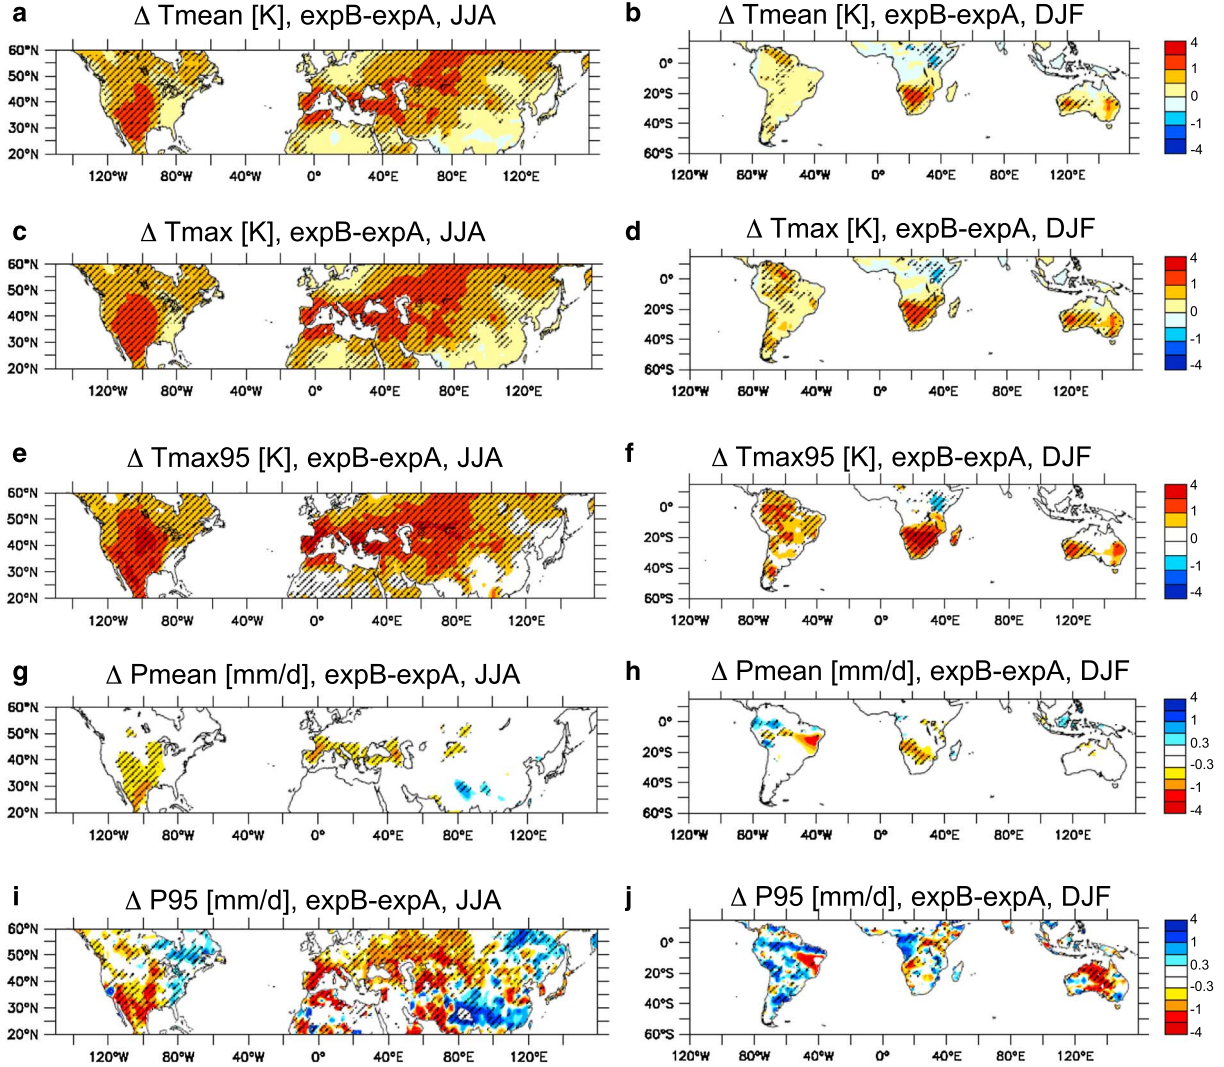 a Δ Tmean [K], expB-expA, JJA
60°N
50°N
40°N
30°N
20°N
120°W 80°W 40°W 0° 40°E 80°E 120°E
b Δ Tmean [K], expB-expA, DJF
0°
20°S
40°S
60°S
120°W 80°W 40°W 0° 40°E 80°E 120°E
4
1
0
-1
-4
c Δ Tmax [K], expB-expA, JJA
60°N
50°N
40°N
30°N
20°N
120°W 80°W 40°W 0° 40°E 80°E 120°E
d Δ Tmax [K], expB-expA, DJF
0°
20°S
40°S
60°S
120°W 80°W 40°W 0° 40°E 80°E 120°E
4
1
0
-1
-4
e Δ Tmax95 [K], expB-expA, JJA
60°N
50°N
40°N
30°N
20°N
120°W 80°W 40°W 0° 40°E 80°E 120°E
f Δ Tmax95 [K], expB-expA, DJF
0°
20°S
40°S
60°S
120°W 80°W 40°W 0° 40°E 80°E 120°E
4
1
0
-1
-4
g Δ Pmean [mm/d], expB-expA, JJA
60°N
50°N
40°N
30°N
20°N
120°W 80°W 40°W 0° 40°E 80°E 120°E
h Δ Pmean [mm/d], expB-expA, DJF
0°
20°S
40°S
60°S
120°W 80°W 40°W 0° 40°E 80°E 120°E
4
1
0.3
-0.3
-1
-4
i Δ P95 [mm/d], expB-expA, JJA
60°N
50°N
40°N
30°N
20°N
120°W 80°W 40°W 0° 40°E 80°E 120°E
j Δ P95 [mm/d], expB-expA, DJF
0°
20°S
40°S
60°S
120°W 80°W 40°W 0° 40°E 80°E 120°E
4
1
0.3
-0.3
-1
-4